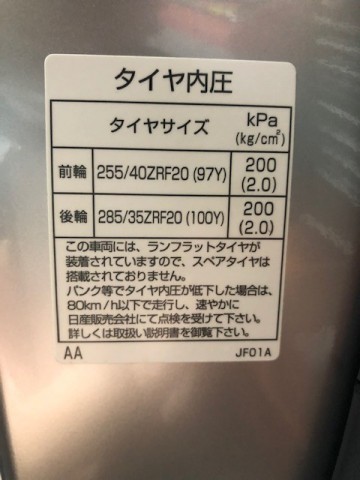 タイヤ内圧
タイヤサイズ kPa (kg/c㎡)
前輪 255/40ZRF20 (97Y) 200 (2.0)
後輪 285/35ZRF20 (100Y) 200 (2.0)
この車両には、ランフラットタイヤが
装着されていますので、スペアタイヤは
搭載されておりません。
パンク等でタイヤ内圧が低下した場合は、
80km/h以下で走行し、速やかに
日産販売会社にて点検を受けて下さい。
詳しくは取扱い説明書を御覧下さい。
AA JF01A